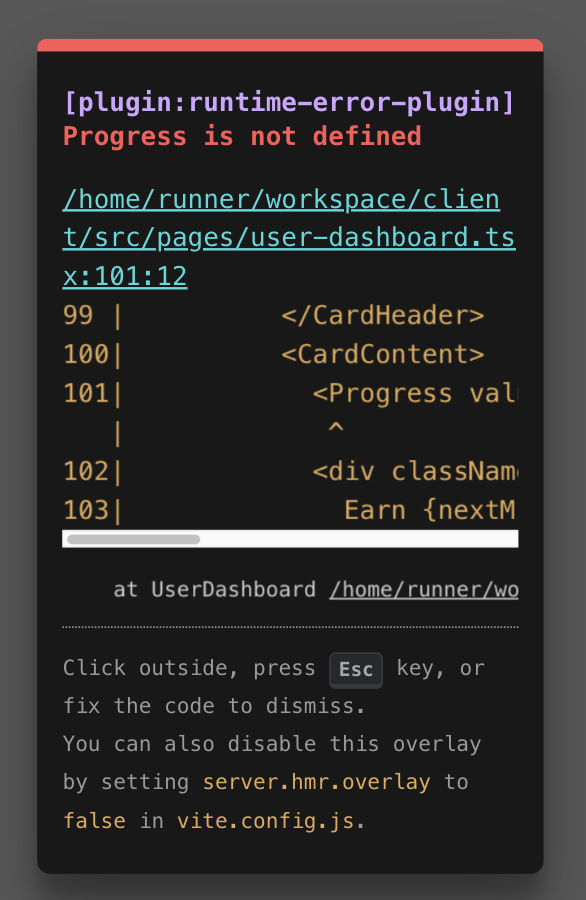 [plugin:runtime-error-plugin]
Progress is not defined
/home/runner/workspace/clien
t/src/pages/user-dashboard.ts
x:101:12
99 |          </CardHeader>
100|          <CardContent>
101|            <Progress val
   |             ^
102|            <div classNam
103|              Earn {nextM
    at UserDashboard /home/runner/wo
Click outside, press Esc key, or
fix the code to dismiss.
You can also disable this overlay
by setting server.hmr.overlay to
false in vite.config.js.